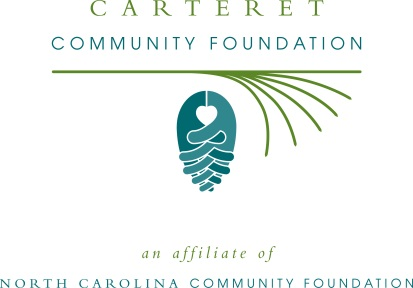 CARTERET
COMMUNITY FOUNDATION
an affiliate of
NORTH CAROLINA COMMUNITY FOUNDATION